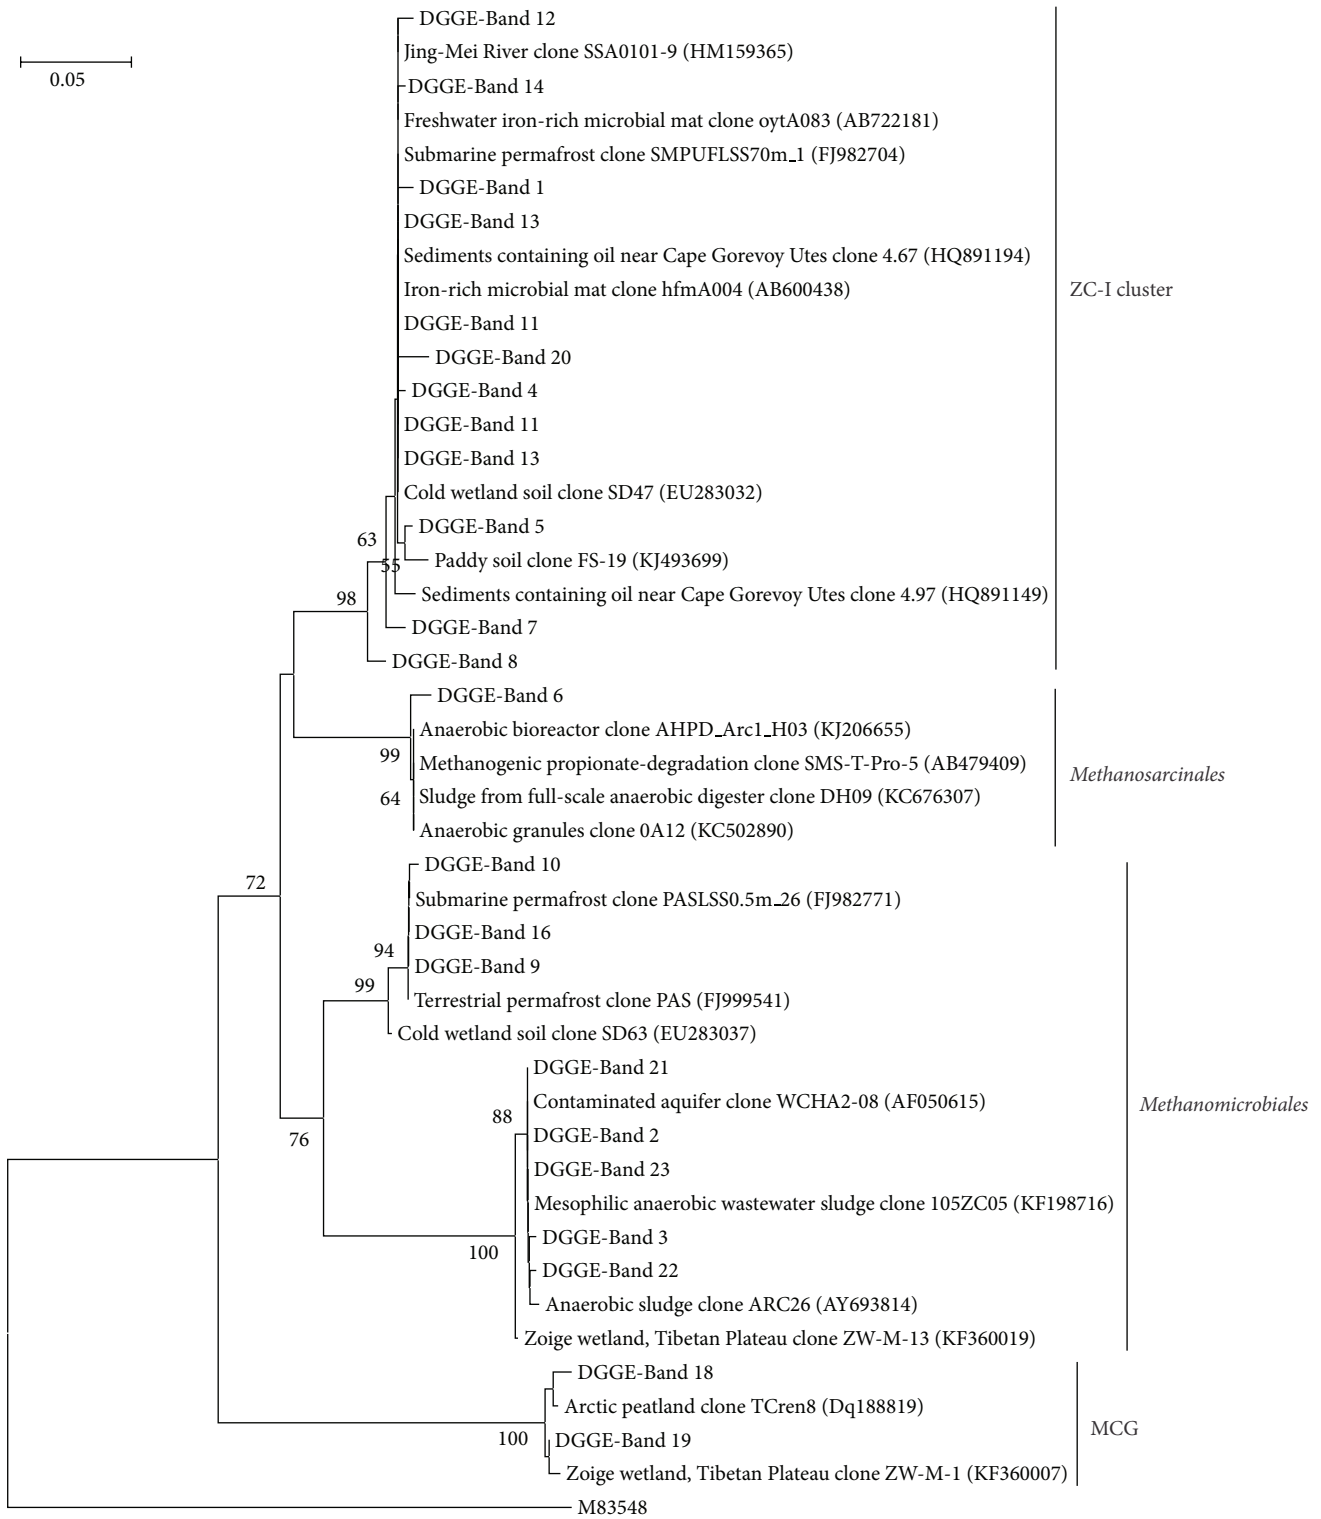 DGGE-Band 12
0.05
Jing-Mei River clone SSA0101-9 (HM159365)
DGGE-Band 14
Freshwater iron-rich microbial mat clone oytA083 (AB722181)
Submarine permafrost clone SMPUFLSS70m_1 (FJ982704)
DGGE-Band 1
DGGE-Band 13
Sediments containing oil near Cape Gorevoy Utes clone 4.67 (HQ891194)
Iron-rich microbial mat clone hfmA004 (AB600438)
ZC-I cluster
DGGE-Band 11
DGGE-Band 20
DGGE-Band 4
DGGE-Band 11
DGGE-Band 13
Cold wetland soil clone SD47 (EU283032)
DGGE-Band 5
63
Paddy soil clone FS-19 (KJ493699)
55
Sediments containing oil near Cape Gorevoy Utes clone 4.97 (HQ891149)
98
DGGE-Band 7
DGGE-Band 8
DGGE-Band 6
Anaerobic bioreactor clone AHPD_Arc1_H03 (KJ206655)
99
Methanogenic propionate-degradation clone SMS-T-Pro-5 (AB479409)
Methanosarcinales
64
Sludge from full-scale anaerobic digester clone DH09 (KC676307)
Anaerobic granules clone 0A12 (KC502890)
DGGE-Band 10
72
Submarine permafrost clone PASLSS0.5m_26 (FJ982771)
DGGE-Band 16
94
DGGE-Band 9
99
Terrestrial permafrost clone PAS (FJ999541)
Cold wetland soil clone SD63 (EU283037)
DGGE-Band 21
Contaminated aquifer clone WCHA2-08 (AF050615)
Methanomicrobiales
88
DGGE-Band 2
76
DGGE-Band 23
Mesophilic anaerobic wastewater sludge clone 105ZC05 (KF198716)
DGGE-Band 3
100
DGGE-Band 22
Anaerobic sludge clone ARC26 (AY693814)
Zoige wetland, Tibetan Plateau clone ZW-M-13 (KF360019)
DGGE-Band 18
Arctic peatland clone TCren8 (Dq188819)
MCG
100
DGGE-Band 19
Zoige wetland, Tibetan Plateau clone ZW-M-1 (KF360007)
M83548